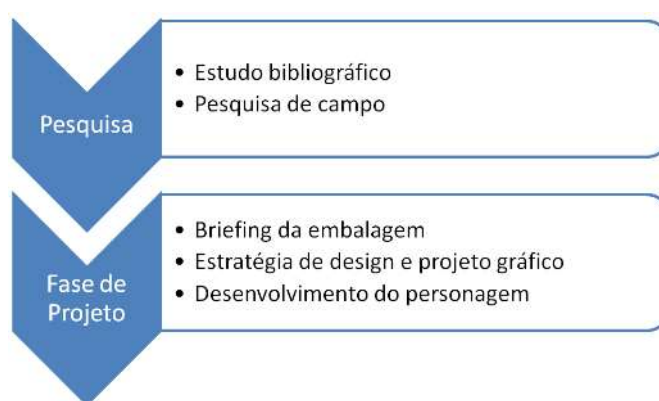 Pesquisa
• Estudo bibliográfico
• Pesquisa de campo
Fase de
Projeto
• Briefing da embalagem
• Estratégia de design e projeto gráfico
• Desenvolvimento do personagem